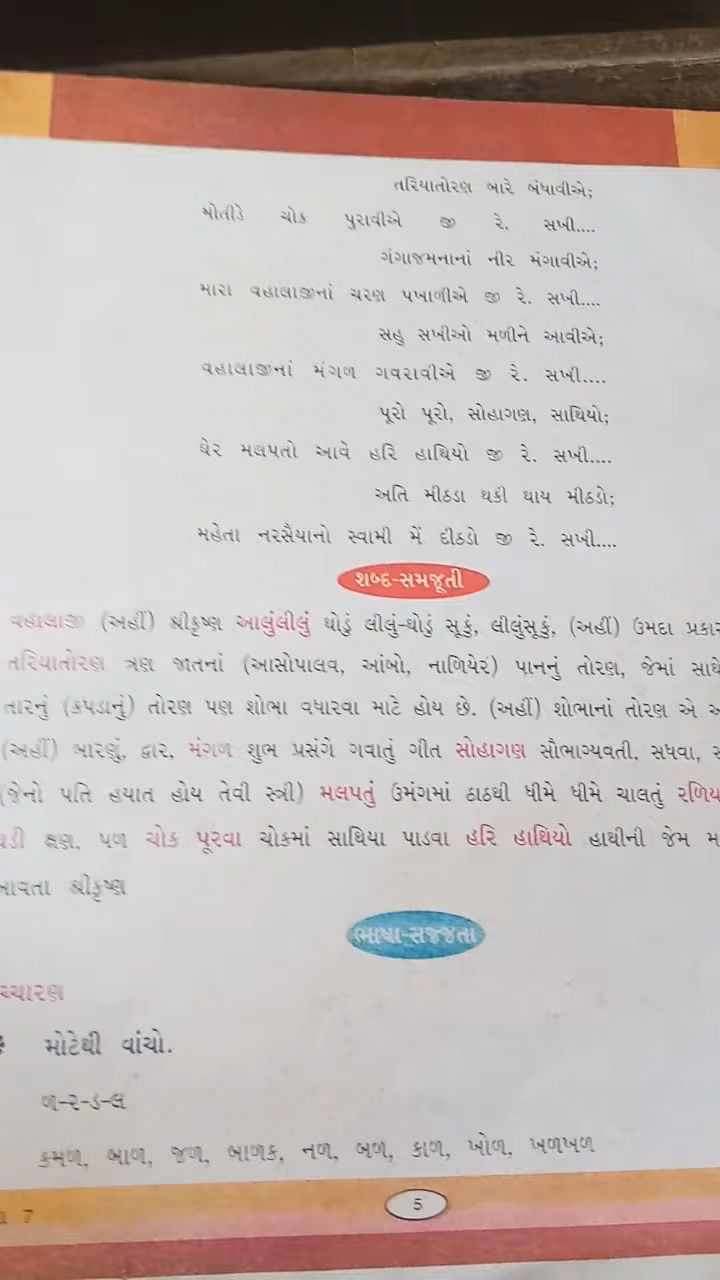 તરિયાતોરણ બારે બંધાવીએ;
મોતીડે ચોક પુરાવીએ જી રે. સખી....
ગંગાજમનાનાં નીર મંગાવીએ;
મારા વહાલાજીનાં ચરણ પખાળીએ જી રે. સખી....
સહુ સખીઓ મળીને આવીએ;
વહાલાજીનાં મંગળ ગવરાવીએ જી રે. સખી....
પૂરો પૂરો, સોહાગણ, સાથિયો;
ઘેર મલપતો આવે હરિ હાથિયો જી રે. સખી....
અતિ મીઠડા થકી થાય મીઠડો;
મહેતા નરસૈયાનો સ્વામી મેં દીઠડો જી રે. સખી....
શબ્દ-સમજૂતી
વહાલાજી (અહીં) શ્રીકૃષ્ણ આલુંલીલું થોડું લીલું-થોડું સૂકું, લીલુંસૂકું, (અહીં) ઉમદા
તરિયાતોરણ ત્રણ જાતનાં (આસોપાલવ, આંબો, નાળિયેર) પાનનું તોરણ, જેમાં સાથે
તારનું (કપડાનું) તોરણ પણ શોભા વધારવા માટે હોય છે. (અહીં) શોભાનાં તોરણ એ
(અહીં) બારણું, દ્વાર, મંગળ શુભ પ્રસંગે ગવાતું ગીત સોહાગણ સૌભાગ્યવતી, સધવા,
(જેનો પતિ હયાત હોય તેવી સ્ત્રી) મલપતું ઉમંગમાં ઠાઠથી ધીમે ધીમે ચાલતું
ક્ષણ, પળ ચોક પૂરવા ચોકમાં સાથિયા પાડવા હરિ હાથિયો હાથીની જેમ
શ્રીકૃષ્ણ
ભાષા-સજ્જતા
મોટેથી વાંચો.
ળ-ર-ડ-લ
કમળ, બાળ, જળ, બાળક, નળ, બળ, કાળ, ખોળ, ખળખળ
7
5